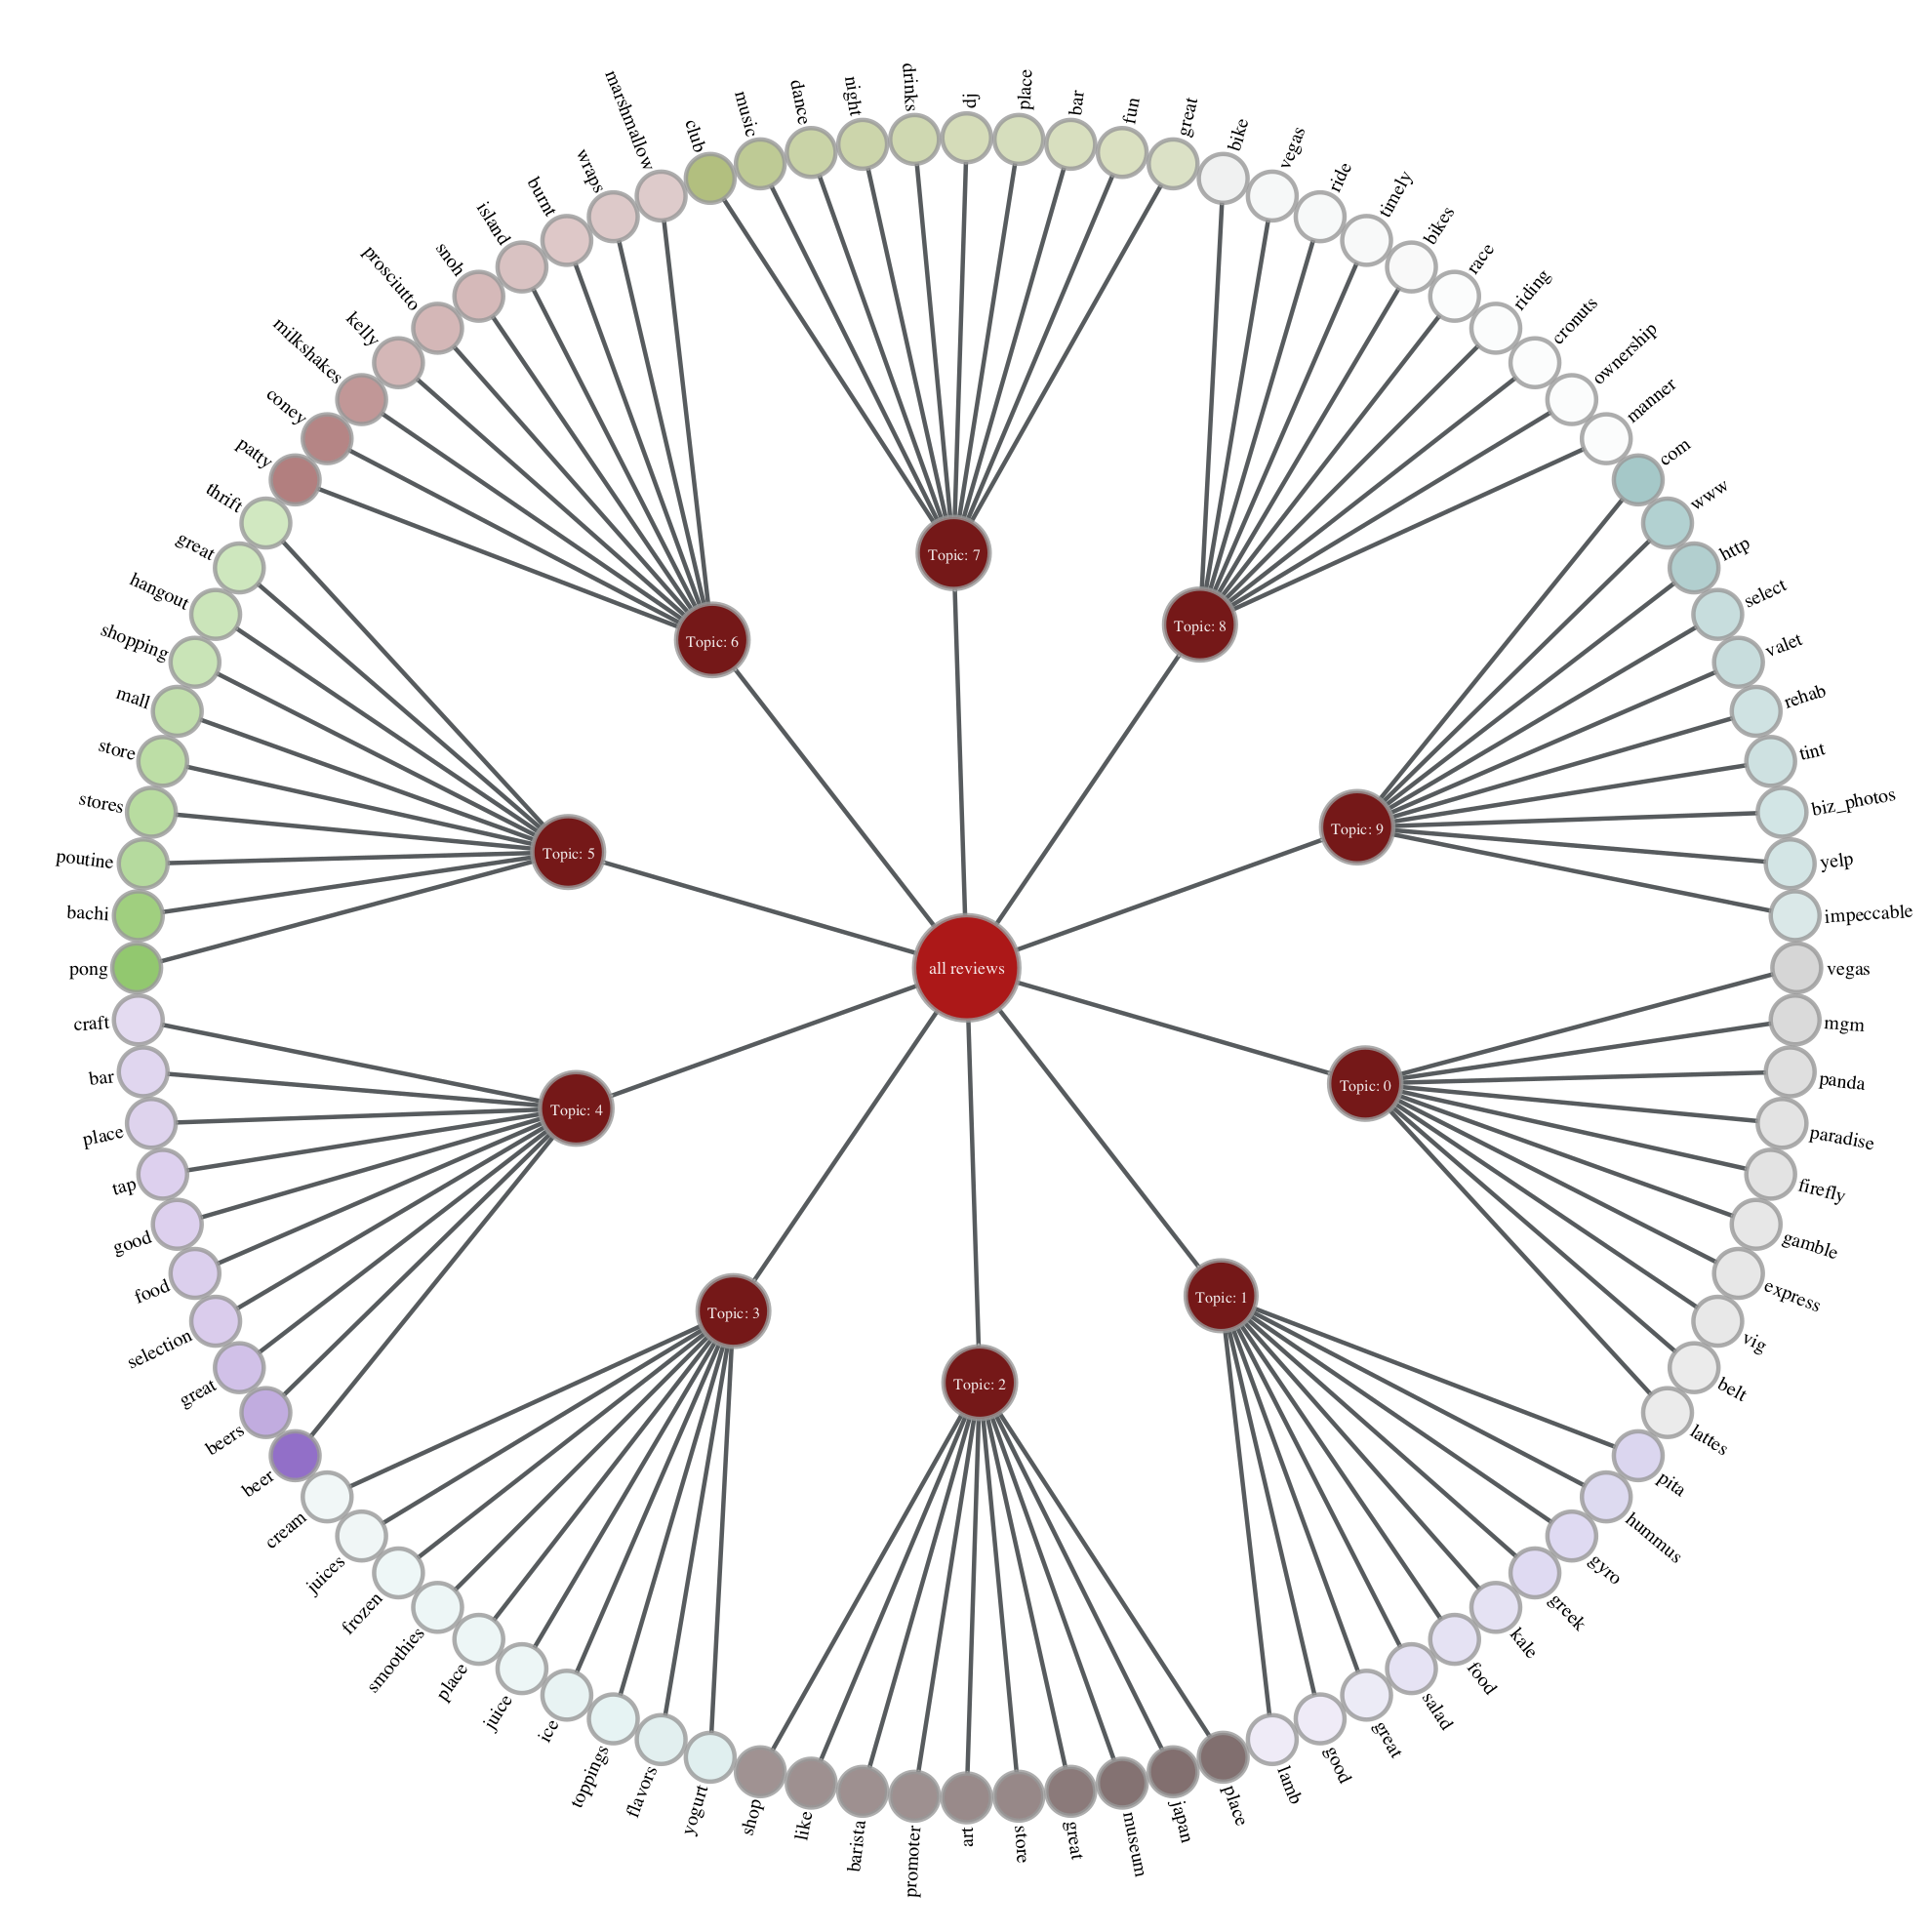 all reviews
Topic: 0
vegas
mgm
panda
paradise
firefly
gamble
express
vig
belt
lattes
Topic: 1
pita
hummus
gyro
greek
kale
food
salad
great
good
lamb
Topic: 2
place
japan
museum
great
store
art
promoter
barista
like
shop
Topic: 3
yogurt
flavors
toppings
ice
juice
place
smoothies
frozen
juices
cream
Topic: 4
beer
beers
great
selection
food
good
tap
place
bar
craft
Topic: 5
pong
bachi
poutine
stores
store
mall
shopping
hangout
great
thrift
Topic: 6
patty
coney
milkshakes
kelly
prosciutto
snoh
island
burnt
wraps
marshmallow
Topic: 7
club
music
dance
night
drinks
dj
place
bar
fun
great
Topic: 8
bike
vegas
ride
timely
bikes
race
riding
cronuts
ownership
manner
Topic: 9
com
www
http
select
valet
rehab
tint
biz_photos
yelp
impeccable